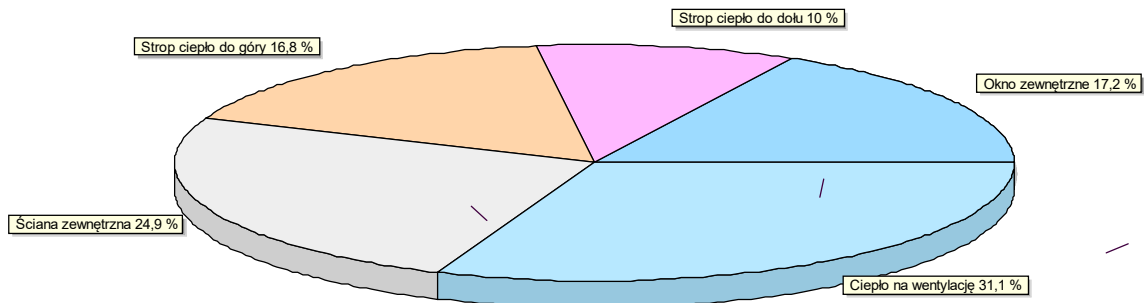 Strop ciepło do dołu 10 %
Strop ciepło do góry 16,8 %
Okno zewnętrzne 17,2 %
Ściana zewnętrzna 24,9 %
Ciepło na wentylację 31,1 %